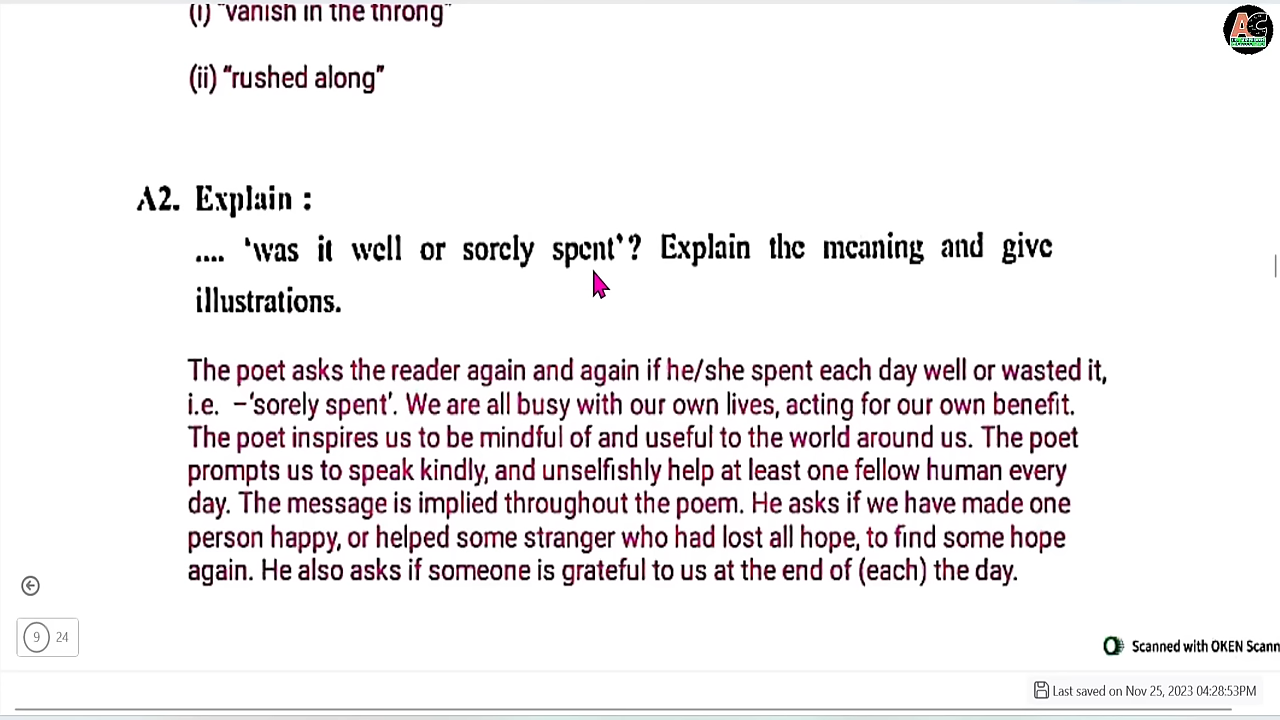 (i) "vanish in the throng"
(ii) “rushed along”
A2. Explain :
.... 'was it well or sorely spent'? Explain the meaning and give
illustrations.
The poet asks the reader again and again if he/she spent each day well or wasted it,
i.e. –‘sorely spent’. We are all busy with our own lives, acting for our own benefit.
The poet inspires us to be mindful of and useful to the world around us. The poet
prompts us to speak kindly, and unselfishly help at least one fellow human every
day. The message is implied throughout the poem. He asks if we have made one
person happy, or helped some stranger who had lost all hope, to find some hope
again. He also asks if someone is grateful to us at the end of (each) the day.
9 24
Scanned with OKEN Scann
Last saved on Nov 25, 2023 04:28:53PM
AC